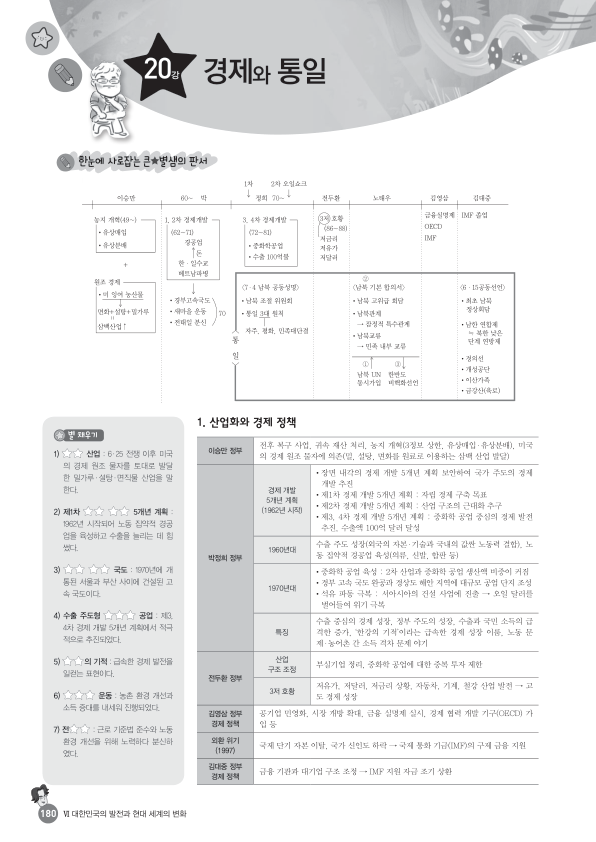 20강 경제와 통일
한눈에 사로잡는 큰★별쌤의 판서
1차 2차 오일쇼크
이승만 60~ 박 정희 70~ 전두환 노태우 김영삼 김대중
농지 개혁(49~)
• 유상매입
• 유상분배
+
원조 경제
• 미 잉여 농산물
면화+설탕+밀가루
=
삼백산업↑
1. 2차 경제개발
(62~71)
경공업
돈
한·일수교
베트남파병
• 경부고속국도
• 새마을 운동
• 전태일 분신
70
3. 4차 경제개발
(72~81)
• 중화학공업
• 수출 100억불
3저 호황
(86~88)
저금리
저유가
저달러
금융실명제
OECD
IMF
IMF 졸업
통
일
〈7·4 남북 공동성명〉
• 남북 조절 위원회
• 통일 3대 원칙
자주, 평화, 민족대단결
②
〈남북 기본 합의서〉
• 남북 고위급 회담
• 남북관계
→ 잠정적 특수관계
• 남북교류
→ 민족 내부 교류
① ③
남북 UN 한반도
동시가입 비핵화선언
〈6·15공동선언〉
• 최초 남북
정상회담
• 남한 연합제
≒ 북한 낮은
단계 연방제
• 경의선
• 개성공단
• 이산가족
• 금강산(육로)
별 채우기
1) ☆☆ 산업 : 6·25 전쟁 이후 미국
의 경제 원조 물자를 토대로 발달
한 밀가루·설탕·면직물 산업을 말
한다.
2) 제1차 ☆☆ ☆☆ 5개년 계획 :
1962년 시작되어 노동 집약적 경공
업을 육성하고 수출을 늘리는 데 힘
썼다.
3) ☆☆ ☆☆ 국도 : 1970년에 개
통된 서울과 부산 사이에 건설된 고
속 국도이다.
4) 수출 주도형 ☆☆☆ 공업 : 제3,
4차 경제 개발 5개년 계획에서 적극
적으로 추진되었다.
5) ☆☆의 기적 : 급속한 경제 발전을
일컫는 표현이다.
6) ☆☆☆ 운동 : 농촌 환경 개선과
소득 증대를 내세워 진행되었다.
7) 전☆☆ : 근로 기준법 준수와 노동
환경 개선을 위해 노력하다 분신하
였다.
1. 산업화와 경제 정책
이승만 정부
전후 복구 사업, 귀속 재산 처리, 농지 개혁(3정보 상한, 유상매입·유상분배), 미국
의 경제 원조 물자에 의존(밀, 설탕, 면화를 원료로 이용하는 삼백 산업 발달)
박정희 정부
경제 개발
5개년 계획
(1962년 시작)
• 장면 내각의 경제 개발 5개년 계획 보안하여 국가 주도의 경제
개발 추진
• 제1차 경제 개발 5개년 계획 : 자립 경제 구축 목표
• 제2차 경제 개발 5개년 계획 : 산업 구조의 근대화 추구
• 제3, 4차 경제 개발 5개년 계획 : 중화학 공업 중심의 경제 발전
추진, 수출액 100억 달러 달성
1960년대
수출 주도 성장(외국의 자본·기술과 국내의 값싼 노동력 결합), 노
동 집약적 경공업 육성(의류, 신발, 합판 등)
1970년대
• 중화학 공업 육성 : 2차 산업과 중화학 공업 생산액 비중이 커짐
• 경부 고속 국도 완공과 경상도 해안 지역에 대규모 공업 단지 조성
• 석유 파동 극복 : 서아시아의 건설 사업에 진출 → 오일 달러를
벌어들여 위기 극복
특징
수출 중심의 경제 성장, 정부 주도의 성장, 수출과 국민 소득의 급
격한 증가, '한강의 기적'이라는 급속한 경제 성장 이룸, 노동 문
제·농어촌 간 소득 격차 문제 야기
전두환 정부
산업
구조 조정
부실기업 정리, 중화학 공업에 대한 중복 투자 제한
3저 호황
저유가, 저달러, 저금리 상황, 자동차, 기계, 철강 산업 발전 → 고
도 경제 성장
김영삼 정부
경제 정책
공기업 민영화, 시장 개방 확대, 금융 실명제 실시, 경제 협력 개발 기구(OECD) 가
입 등
외환 위기
(1997)
국제 단기 자본 이탈, 국가 신인도 하락 → 국제 통화 기금(IMF)의 구제 금융 지원
김대중 정부
경제 정책
금융 기관과 대기업 구조 조정 → IMF 지원 자금 조기 상환
180 Ⅵ 대한민국의 발전과 현대 세계의 변화